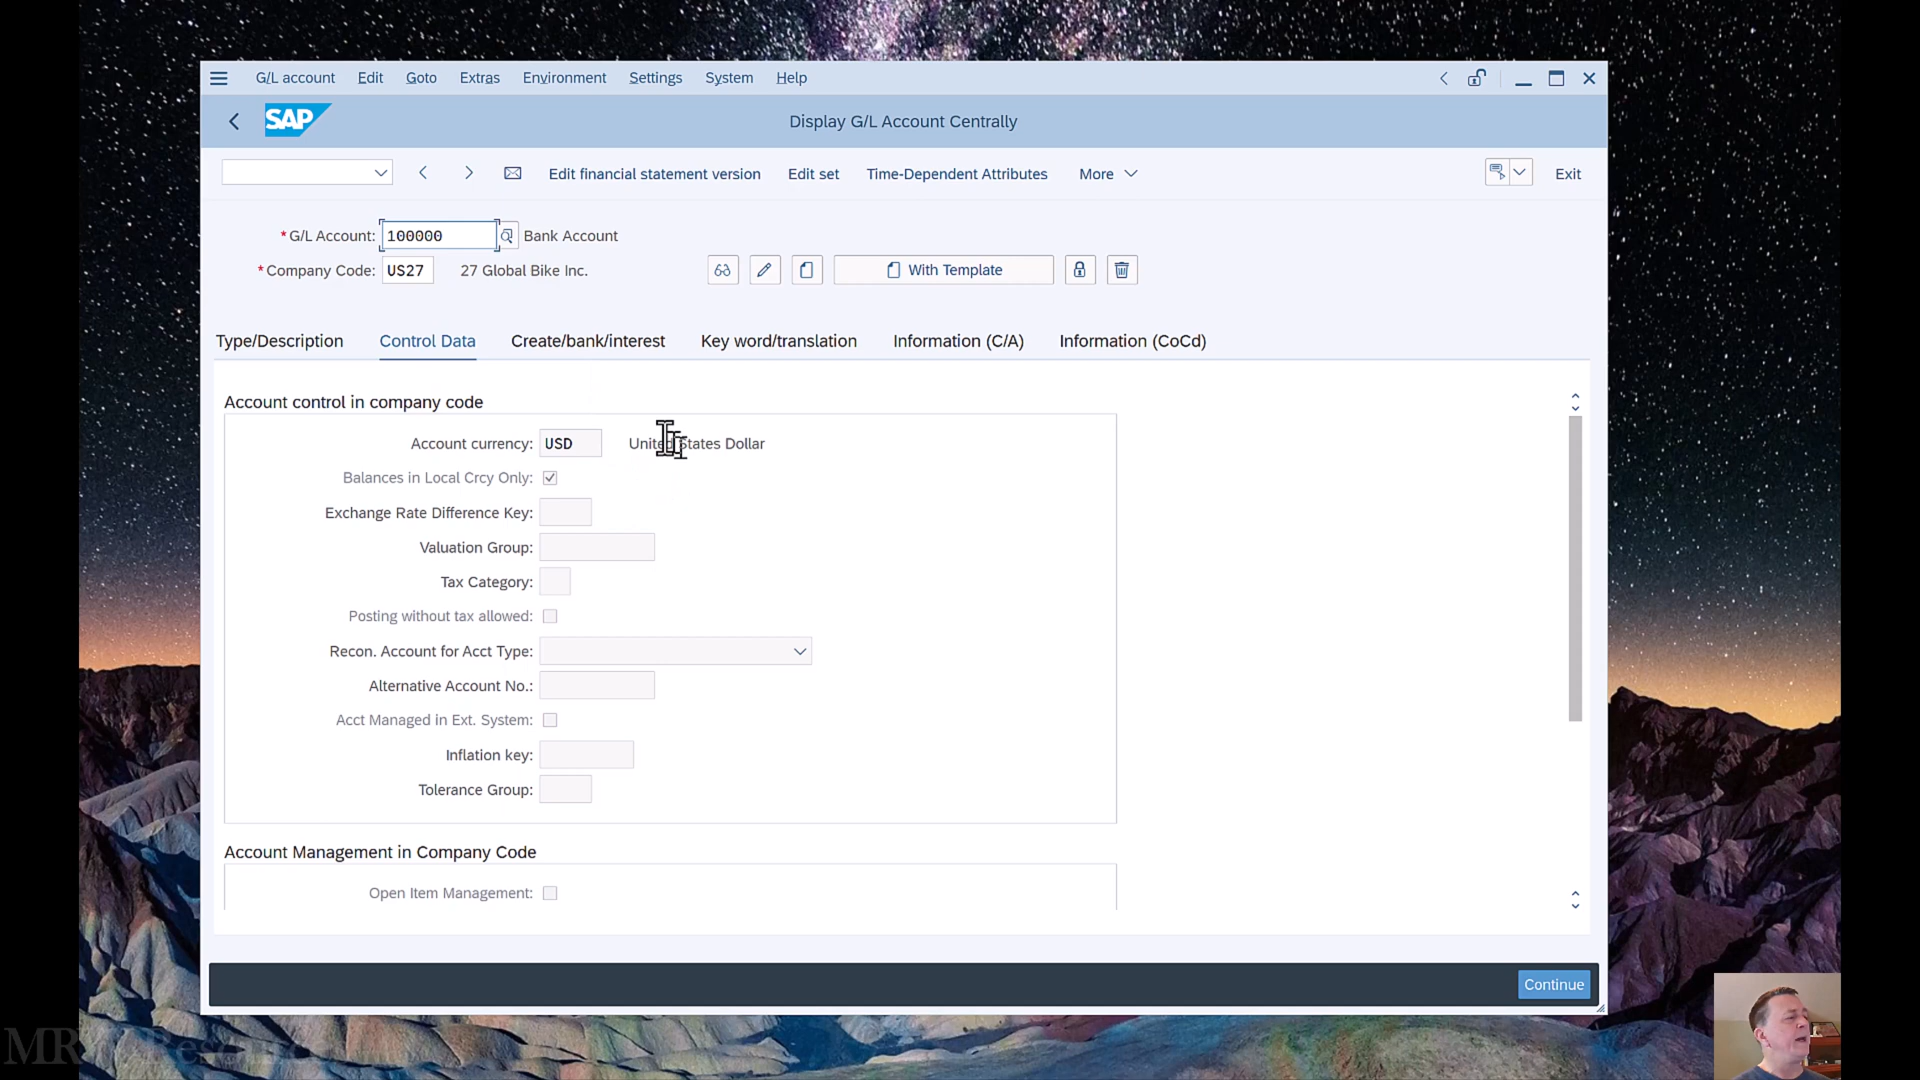 G/L account Edit Goto Extras Environment Settings System Help
SAP Display G/L Account Centrally
Edit financial statement version Edit set Time-Dependent Attributes More Exit
* G/L Account: 100000 Bank Account
* Company Code: US27 27 Global Bike Inc. With Template
Type/Description Control Data Create/bank/interest Key word/translation Information (C/A) Information (CoCd)
Account control in company code
Account currency: USD United States Dollar
Balances in Local Crcy Only:
Exchange Rate Difference Key:
Valuation Group:
Tax Category:
Posting without tax allowed:
Recon. Account for Acct Type:
Alternative Account No.:
Acct Managed in Ext. System:
Inflation key:
Tolerance Group:
Account Management in Company Code
Open Item Management:
Continue